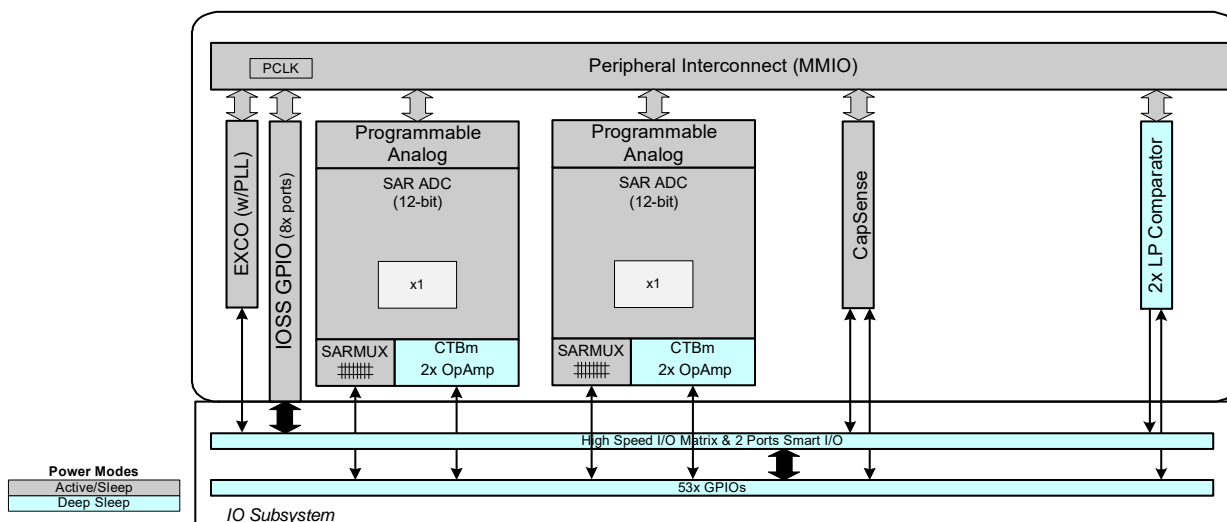 PCLK
Peripheral Interconnect (MMIO)
EXCO (w/PLL)
IOSS GPIO (8x ports)
Programmable
Analog
SAR ADC
(12-bit)
x1
SARMUX
CTBm
2x OpAmp
Programmable
Analog
SAR ADC
(12-bit)
x1
SARMUX
CTBm
2x OpAmp
CapSense
2x LP Comparator
High Speed I/O Matrix & 2 Ports Smart I/O
53x GPIOs
IO Subsystem
Power Modes
Active/Sleep
Deep Sleep